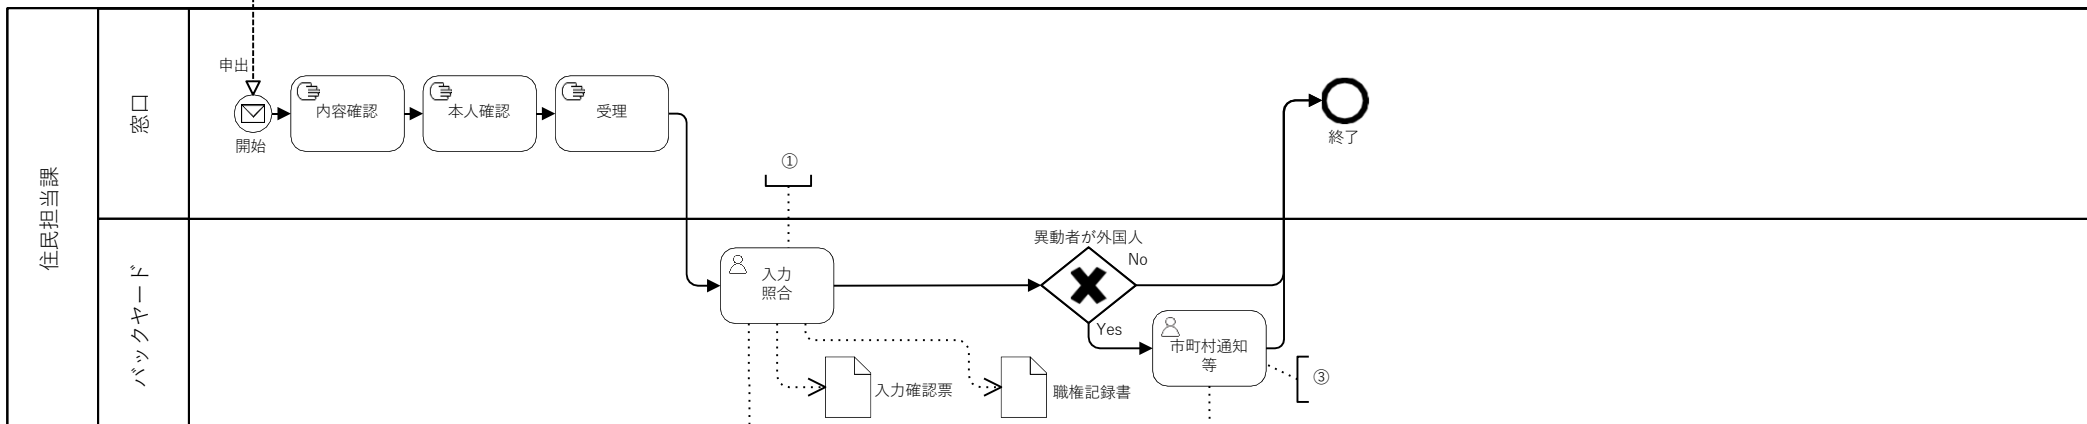 住民担当課
窓口
申出
開始
内容確認
本人確認
受理
終了
①
バックヤード
入力
照合
異動者が外国人
No
Yes
市町村通知
等
入力確認票
職権記録書
③